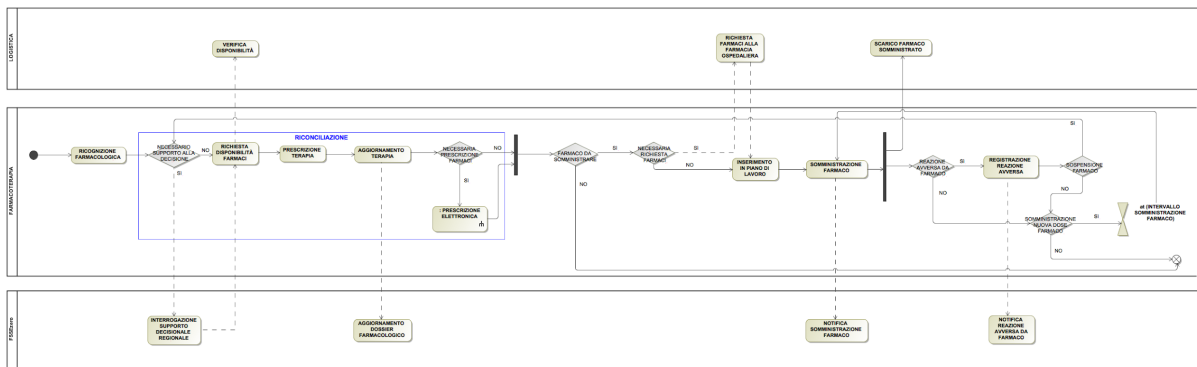 LOGISTICA
VERIFICA
DISPONIBILITÀ
RICHIESTA
FARMACI ALLA
FARMACIA
OSPEDALIERA
SCARICO FARMACO
SOMMINISTRATO
FARMACOTERAPIA
RICONCILIAZIONE
RICOGNIZIONE
FARMACOLOGICA
NECESSARIO
SUPPORTO ALLA
DECISIONE
NO
SI
RICHIESTA
DISPONIBILITÀ
FARMACI
PRESCRIZIONE
TERAPIA
AGGIORNAMENTO
TERAPIA
NECESSARIA
PRESCRIZIONE
FARMACI
NO
SI
: PRESCRIZIONE
ELETTRONICA
FARMACO DA
SOMMINISTRARE
SI
NO
NECESSARIA
RICHIESTA
FARMACI
SI
NO
INSERIMENTO
IN PIANO DI
LAVORO
SOMMINISTRAZIONE
FARMACO
REAZIONE
AVVERSA DA
FARMACO
SI
NO
REGISTRAZIONE
REAZIONE
AVVERSA
SI
SOSPENSIONE
FARMACO
NO
SOMMINISTRAZIONE
NUOVA DOSE
FARMACO
SI
NO
at (INTERVALLO
SOMMINISTRAZIONE
FARMACO)
FSSEzero
INTERROGAZIONE
SUPPORTO
DECISIONALE
REGIONALE
AGGIORNAMENTO
DOSSIER
FARMACOLOGICO
NOTIFICA
SOMMINISTRAZIONE
FARMACO
NOTIFICA
REAZIONE
AVVERSA DA
FARMACO